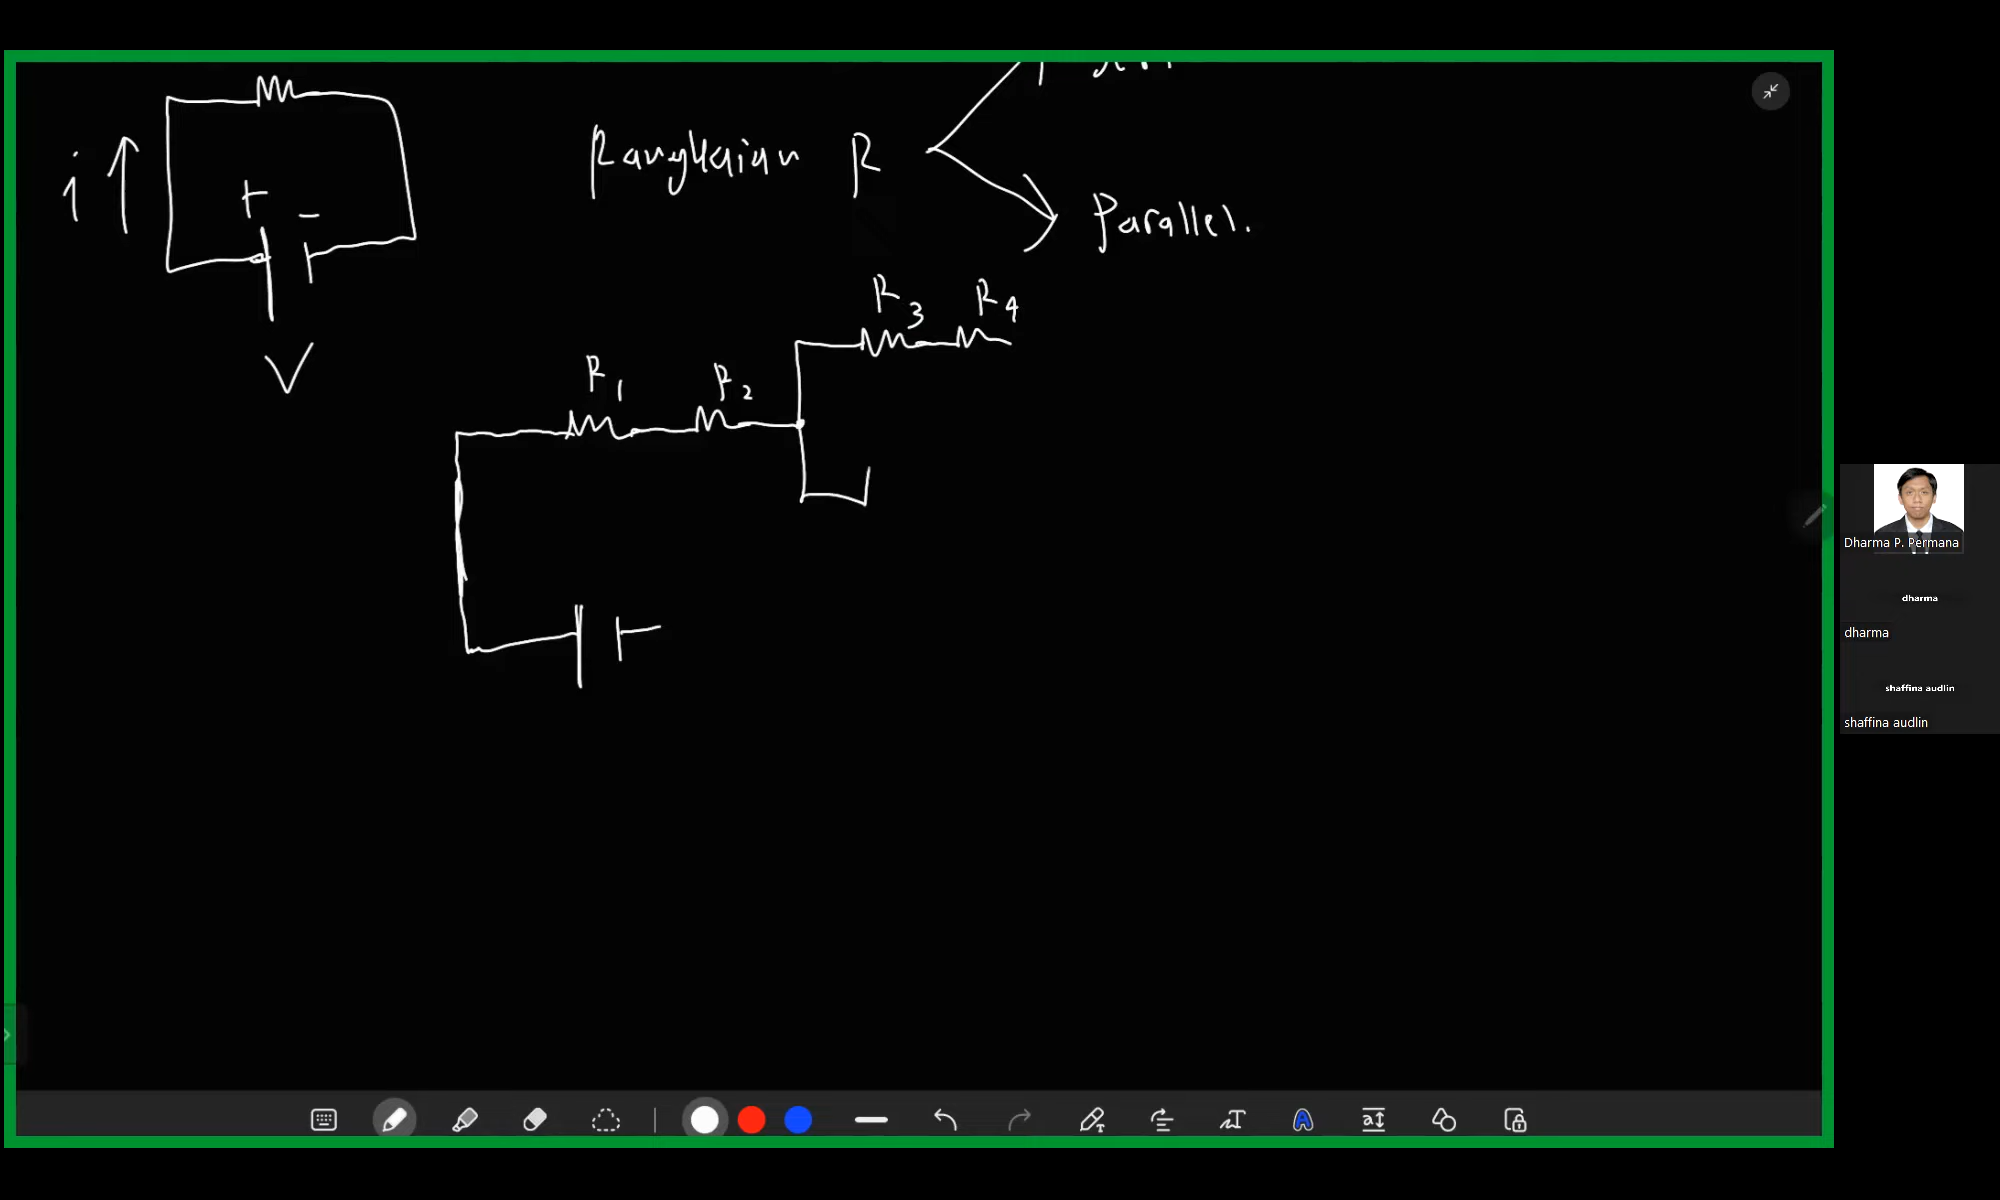 Rangkaian R
i
+ -
Parallel.
V
R3 R4
R1 R2
Dharma P. Permana
dharma
dharma
shaffina audlin
shaffina audlin